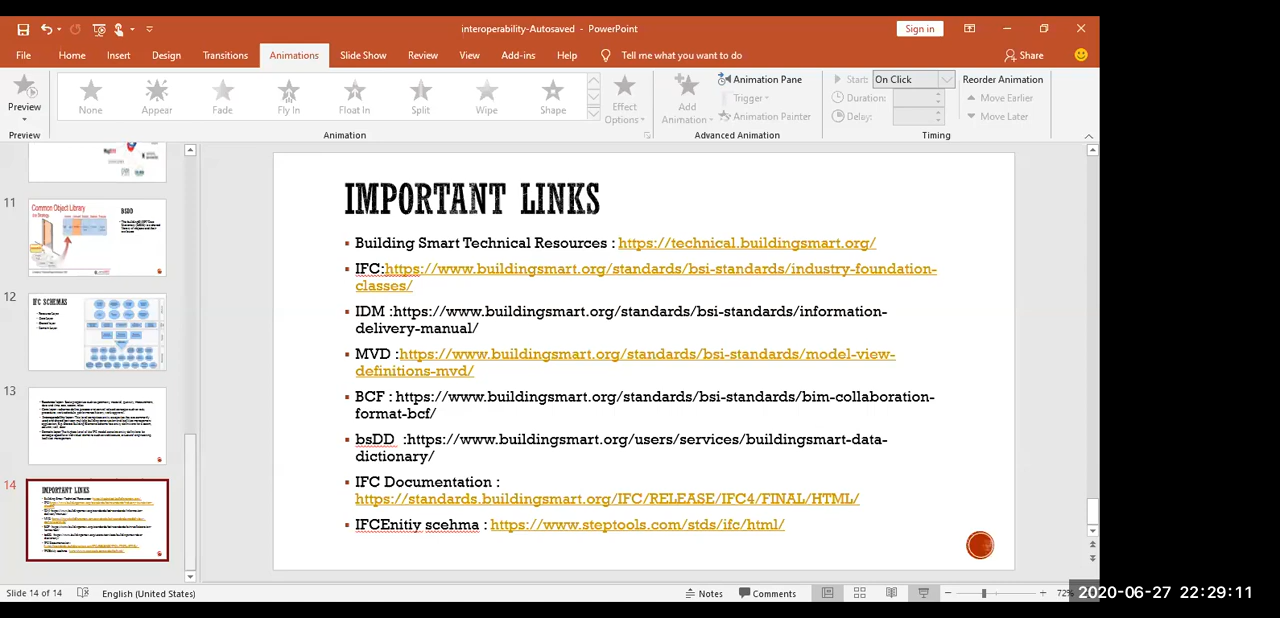 interoperability-Autosaved - PowerPoint
Sign in
File Home Insert Design Transitions Animations Slide Show Review View Add-ins Help Tell me what you want to do
Share
Preview
None Appear Fade Fly In Float In Split Wipe Shape
Effect Options
Add Animation
Animation Pane
Trigger
Animation Painter
Start: On Click
Duration:
Delay:
Reorder Animation
Move Earlier
Move Later
Preview Animation Advanced Animation Timing
11
Common Object Library
BSDD
12
IFC SCHEMAS
13
14
IMPORTANT LINKS
IMPORTANT LINKS
Building Smart Technical Resources : https://technical.buildingsmart.org/
IFC:https://www.buildingsmart.org/standards/bsi-standards/industry-foundation-
classes/
IDM :https://www.buildingsmart.org/standards/bsi-standards/information-
delivery-manual/
MVD :https://www.buildingsmart.org/standards/bsi-standards/model-view-
definitions-mvd/
BCF : https://www.buildingsmart.org/standards/bsi-standards/bim-collaboration-
format-bcf/
bsDD :https://www.buildingsmart.org/users/services/buildingsmart-data-
dictionary/
IFC Documentation :
https://standards.buildingsmart.org/IFC/RELEASE/IFC4/FINAL/HTML/
IFCEnitiy scehma : https://www.steptools.com/stds/ifc/html/
Slide 14 of 14 English (United States) Notes Comments 72%
2020-06-27 22:29:11